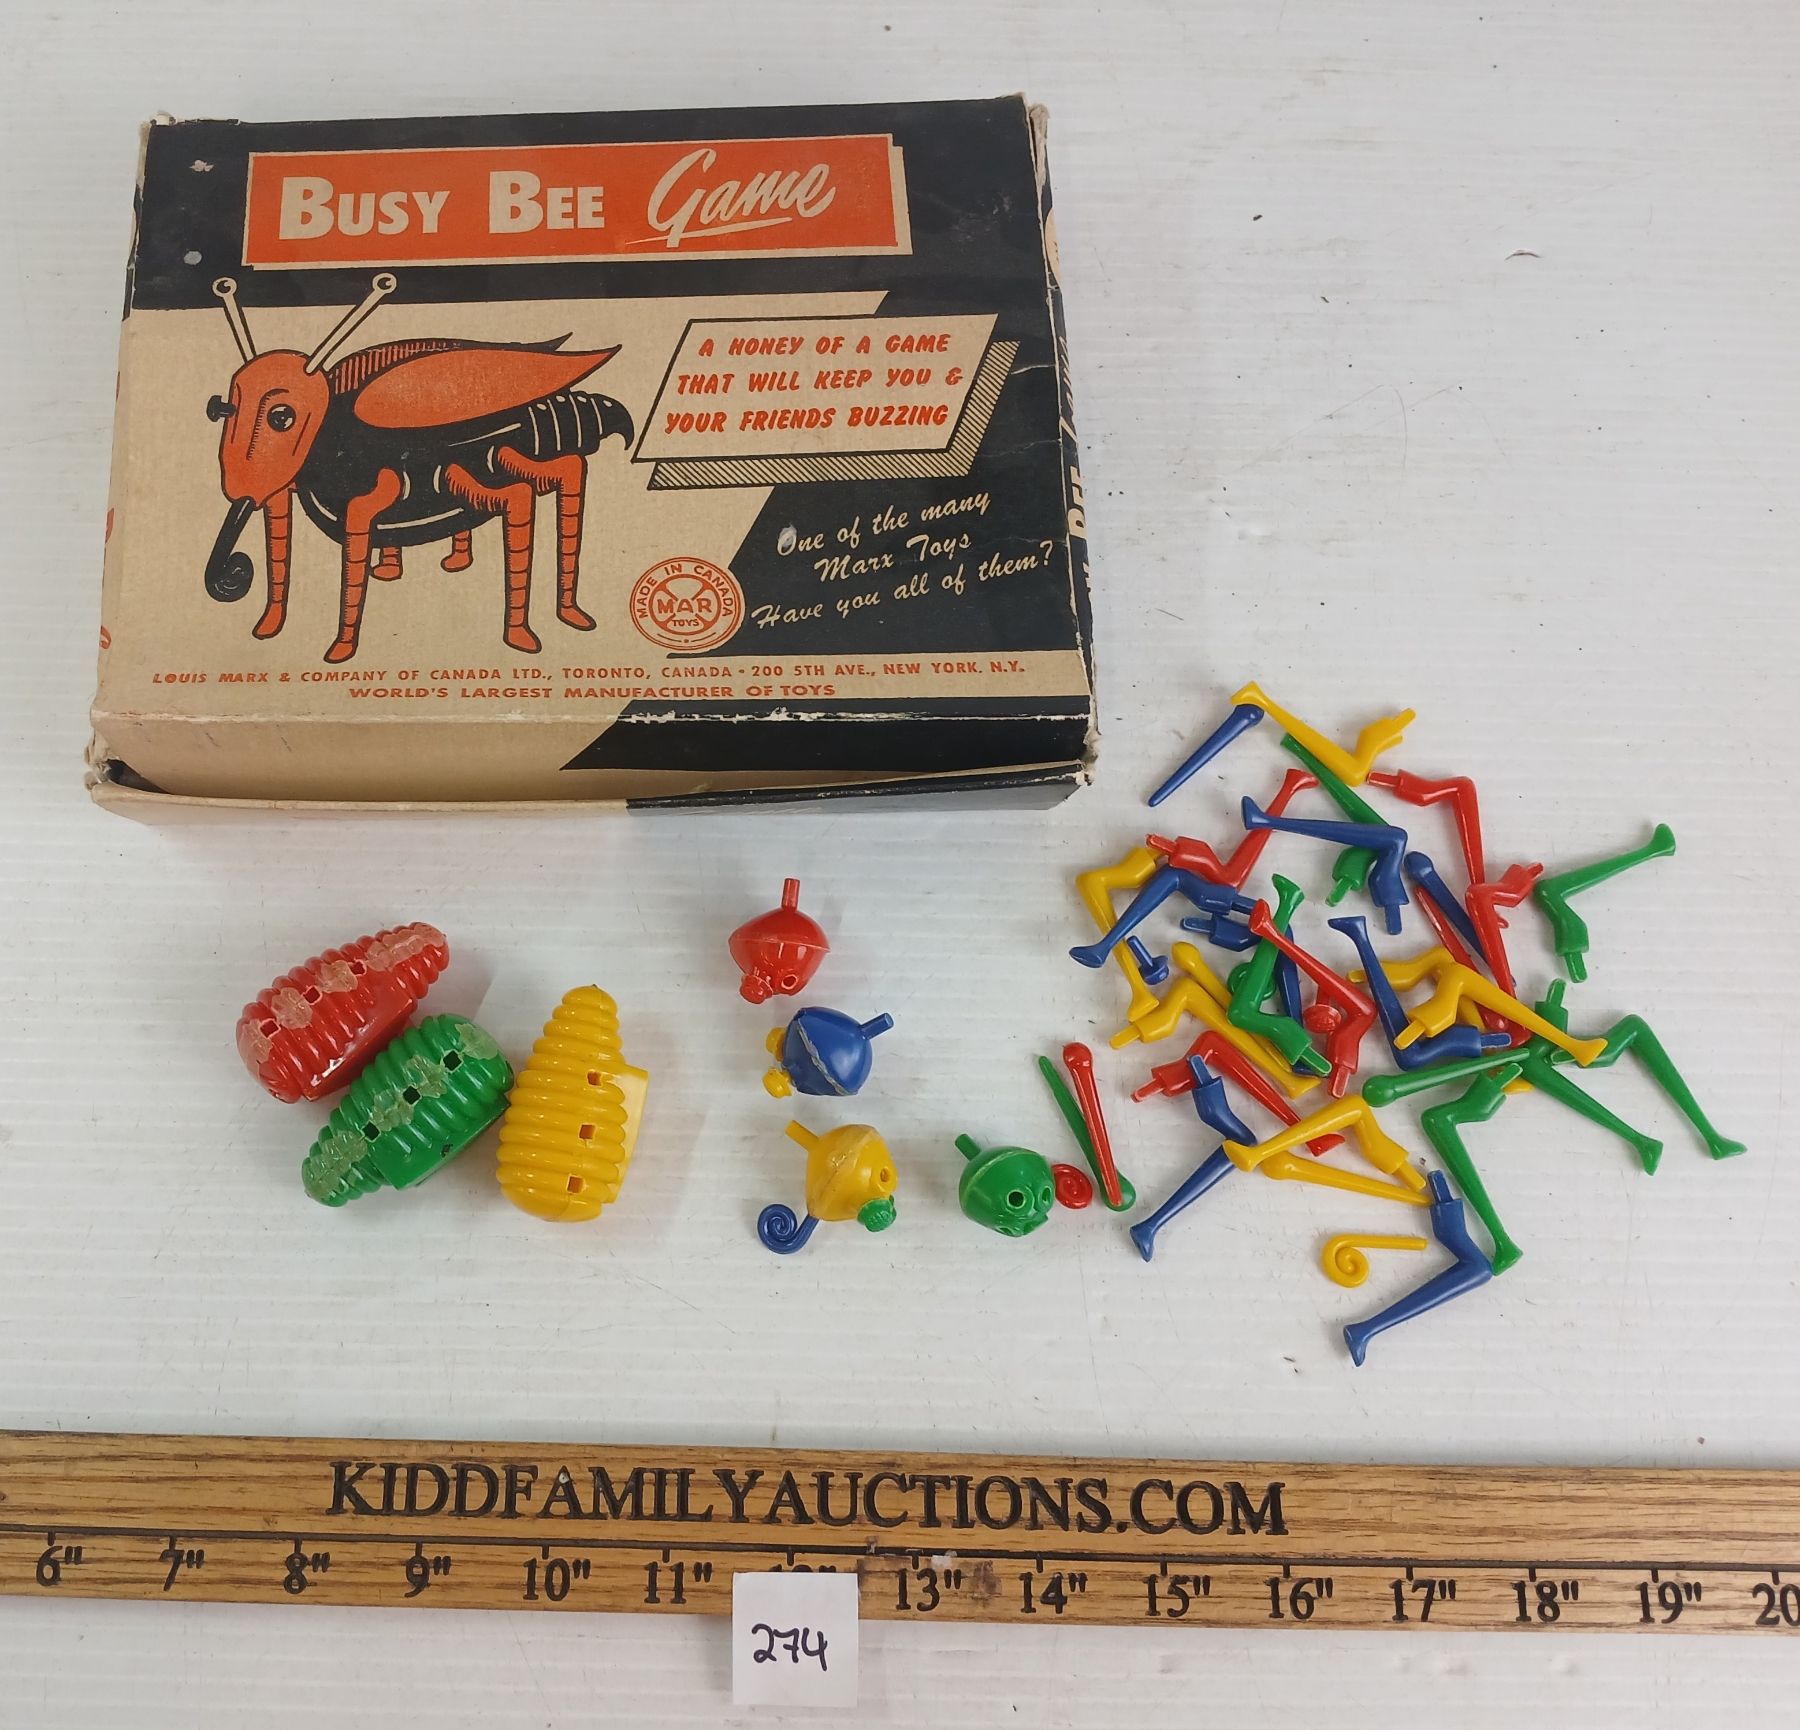 BUSY BEE Game
A HONEY OF A GAME
THAT WILL KEEP YOU &
YOUR FRIENDS BUZZING
One of the many
Marx Toys
Have you all of them?
MADE IN CANADA
MAR
TOYS
LOUIS MARX & COMPANY OF CANADA LTD., TORONTO, CANADA • 200 5TH AVE., NEW YORK. N.Y.
WORLD'S LARGEST MANUFACTURER OF TOYS
KIDDFAMILYAUCTIONS.COM
6" 7" 8" 9" 10" 11" 13" 14" 15" 16" 17" 18" 19" 20
274